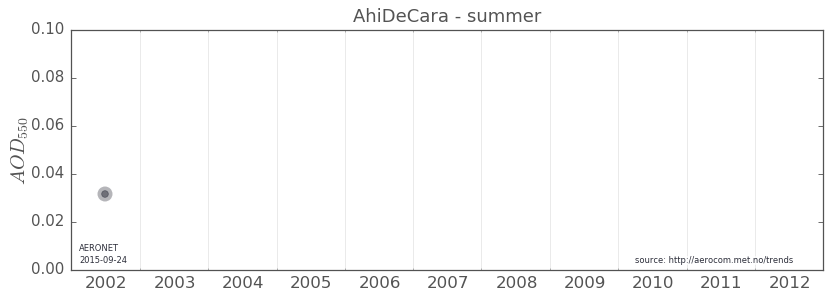 AhiDeCara - summer
0.10
0.08
0.06
0.04
0.02
0.00
AOD550
AERONET
2015-09-24
source: http://aerocom.met.no/trends
2002 2003 2004 2005 2006 2007 2008 2009 2010 2011 2012